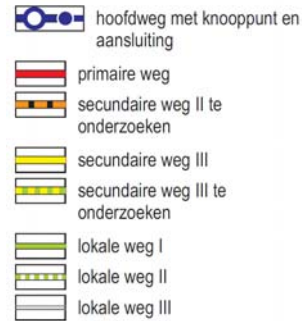 hoofdweg met knooppunt en
aansluiting
primaire weg
secundaire weg II te
onderzoeken
secundaire weg III
secundaire weg III te
onderzoeken
lokale weg I
lokale weg II
lokale weg III